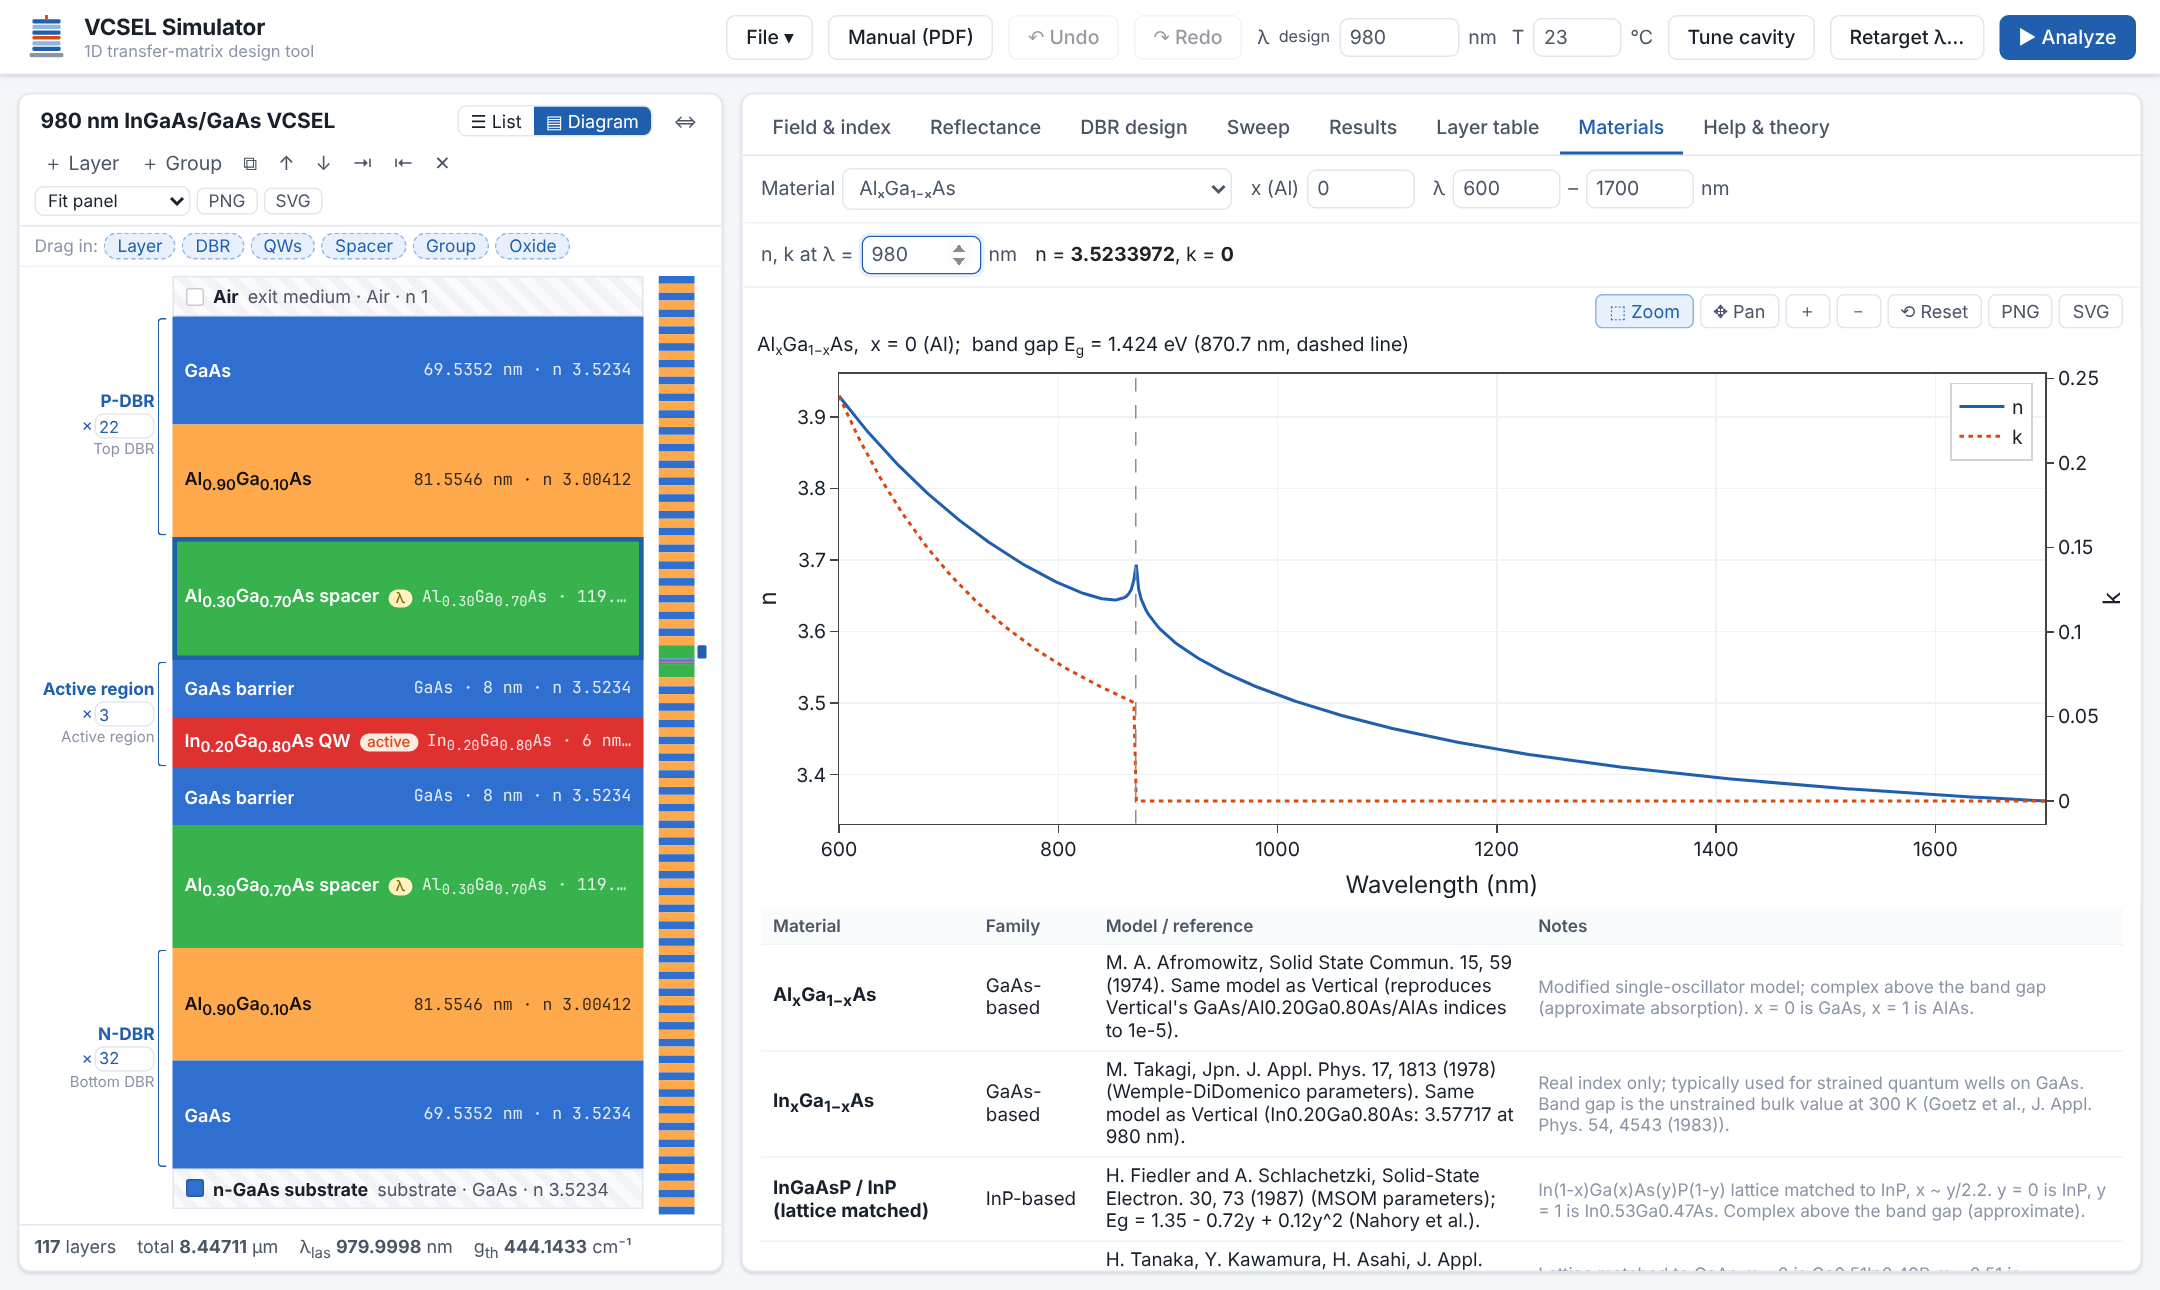 VCSEL Simulator
1D transfer-matrix design tool
File ▾
Manual (PDF)
↶ Undo
↷ Redo
λ design 980 nm
T 23 °C
Tune cavity
Retarget λ...
▶ Analyze
980 nm InGaAs/GaAs VCSEL
☰ List
▤ Diagram
⇔
+ Layer + Group ⧉ ↑ ↓ ⇥ ⇤ ✕
Fit panel
PNG
SVG
Drag in: Layer DBR QWs Spacer Group Oxide
Air exit medium · Air · n 1
P-DBR
× 22
Top DBR
GaAs 69.5352 nm · n 3.5234
Al0.90Ga0.10As 81.5546 nm · n 3.00412
Al0.30Ga0.70As spacer λ Al0.30Ga0.70As · 119.…
Active region
× 3
Active region
GaAs barrier GaAs · 8 nm · n 3.5234
In0.20Ga0.80As QW active In0.20Ga0.80As · 6 nm…
GaAs barrier GaAs · 8 nm · n 3.5234
Al0.30Ga0.70As spacer λ Al0.30Ga0.70As · 119.…
N-DBR
× 32
Bottom DBR
Al0.90Ga0.10As 81.5546 nm · n 3.00412
GaAs 69.5352 nm · n 3.5234
n-GaAs substrate substrate · GaAs · n 3.5234
117 layers total 8.44711 µm λlas 979.9998 nm gth 444.1433 cm⁻¹
Field & index
Reflectance
DBR design
Sweep
Results
Layer table
Materials
Help & theory
Material AlₓGa₁₋ₓAs x (Al) 0 λ 600 – 1700 nm
n, k at λ = 980 nm n = 3.5233972, k = 0
Zoom
Pan
+
−
⟲ Reset
PNG
SVG
AlxGa1−xAs, x = 0 (Al); band gap Eg = 1.424 eV (870.7 nm, dashed line)
n
k
n
3.9
3.8
3.7
3.6
3.5
3.4
k
0.25
0.2
0.15
0.1
0.05
0
600 800 1000 1200 1400 1600
Wavelength (nm)
Material Family Model / reference Notes
AlxGa1−xAs
GaAs-
based
M. A. Afromowitz, Solid State Commun. 15, 59
(1974). Same model as Vertical (reproduces
Vertical's GaAs/Al0.20Ga0.80As/AlAs indices
to 1e-5).
Modified single-oscillator model; complex above the band gap
(approximate absorption). x = 0 is GaAs, x = 1 is AlAs.
InxGa1−xAs
GaAs-
based
M. Takagi, Jpn. J. Appl. Phys. 17, 1813 (1978)
(Wemple-DiDomenico parameters). Same
model as Vertical (In0.20Ga0.80As: 3.57717 at
980 nm).
Real index only; typically used for strained quantum wells on GaAs.
Band gap is the unstrained bulk value at 300 K (Goetz et al., J. Appl.
Phys. 54, 4543 (1983)).
InGaAsP / InP
(lattice matched)
InP-based
H. Fiedler and A. Schlachetzki, Solid-State
Electron. 30, 73 (1987) (MSOM parameters);
Eg = 1.35 - 0.72y + 0.12y^2 (Nahory et al.).
In(1-x)Ga(x)As(y)P(1-y) lattice matched to InP, x ~ y/2.2. y = 0 is InP, y
= 1 is In0.53Ga0.47As. Complex above the band gap (approximate).
H. Tanaka, Y. Kawamura, H. Asahi, J. Appl.